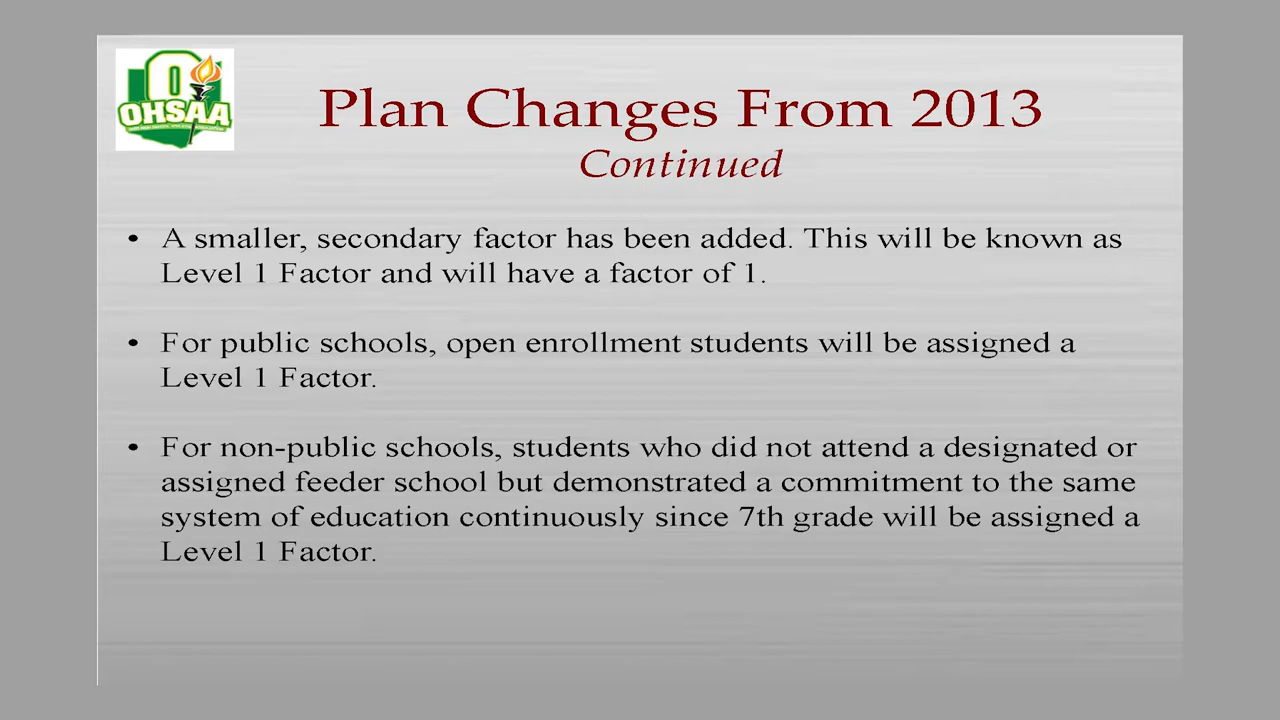 OHSAA
Plan Changes From 2013
Continued
• A smaller, secondary factor has been added. This will be known as
Level 1 Factor and will have a factor of 1.
• For public schools, open enrollment students will be assigned a
Level 1 Factor.
• For non-public schools, students who did not attend a designated or
assigned feeder school but demonstrated a commitment to the same
system of education continuously since 7th grade will be assigned a
Level 1 Factor.